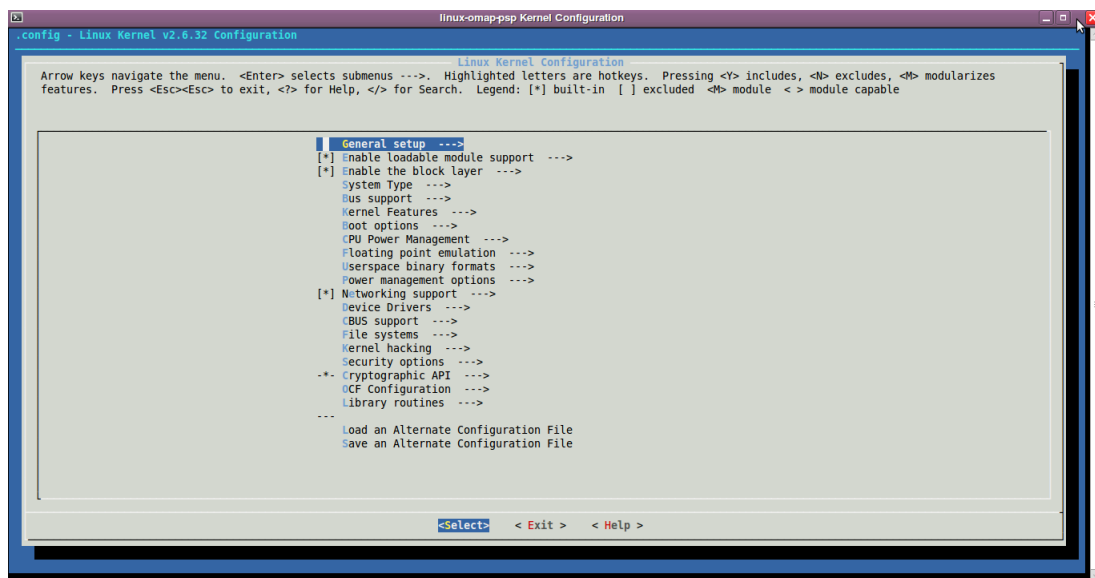 linux-omap-psp Kernel Configuration
.config - Linux Kernel v2.6.32 Configuration
Linux Kernel Configuration
Arrow keys navigate the menu.  <Enter> selects submenus --->.  Highlighted letters are hotkeys.  Pressing <Y> includes, <N> excludes, <M> modularizes
features.  Press <Esc><Esc> to exit, <?> for Help, </> for Search.  Legend: [*] built-in  [ ] excluded  <M> module  < > module capable
General setup  --->
[*] Enable loadable module support  --->
[*] Enable the block layer  --->
System Type  --->
Bus support  --->
Kernel Features  --->
Boot options  --->
CPU Power Management  --->
Floating point emulation  --->
Userspace binary formats  --->
Power management options  --->
[*] Networking support  --->
Device Drivers  --->
CBUS support  --->
File systems  --->
Kernel hacking  --->
Security options  --->
-*- Cryptographic API  --->
OCF Configuration  --->
Library routines  --->
---
Load an Alternate Configuration File
Save an Alternate Configuration File
<Select>    < Exit >    < Help >